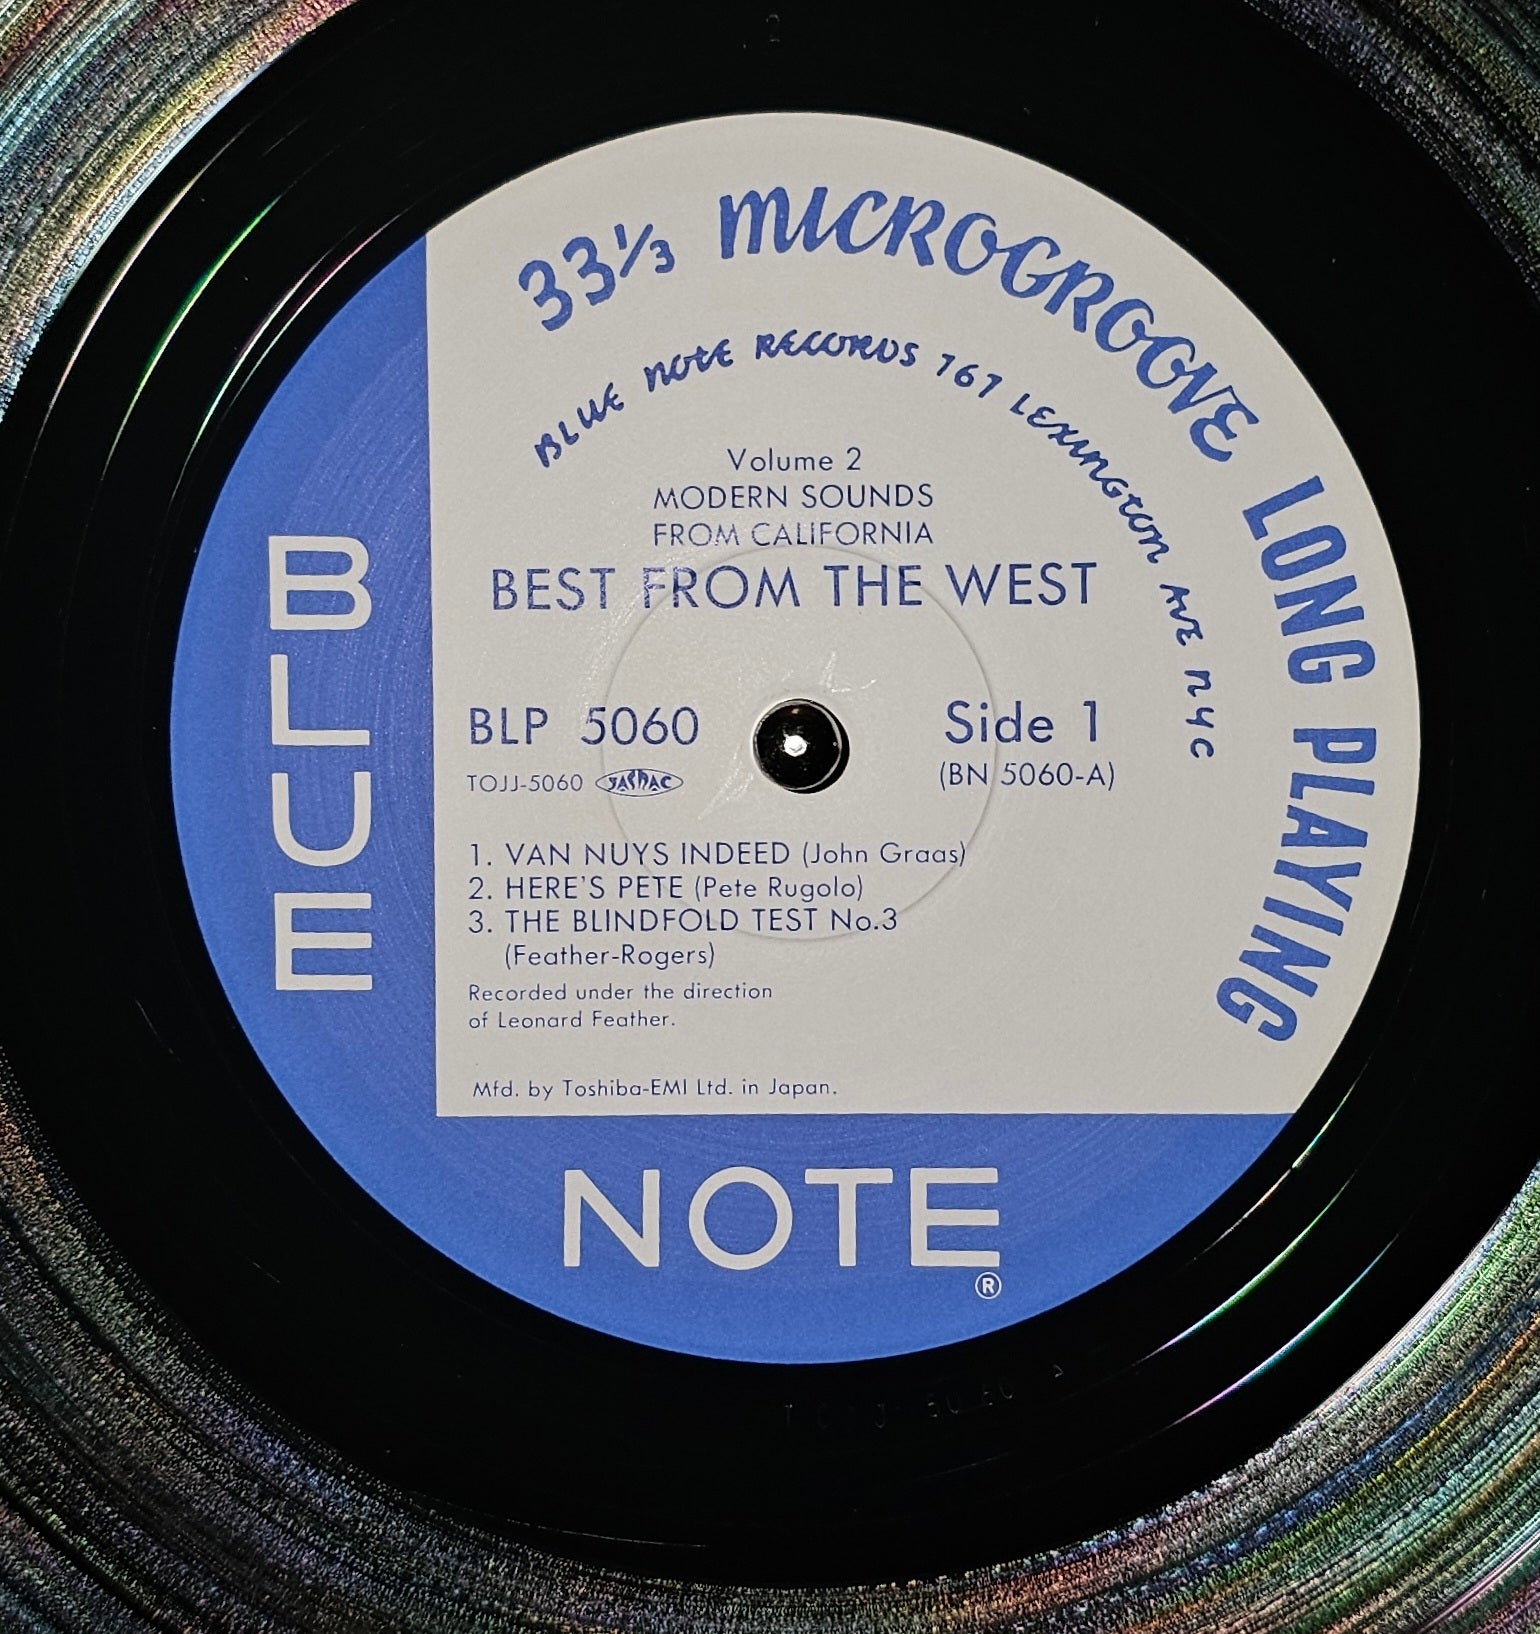 33⅓ MICROGROOVE LONG PLAYING
BLUE NOTE RECORDS 767 LEXINGTON AVE NYC
Volume 2
MODERN SOUNDS
FROM CALIFORNIA
BEST FROM THE WEST
BLP 5060
Side 1
TOJJ-5060 JASRAC
(BN 5060-A)
1. VAN NUYS INDEED (John Graas)
2. HERE'S PETE (Pete Rugolo)
3. THE BLINDFOLD TEST No.3
(Feather-Rogers)
Recorded under the direction
of Leonard Feather.
Mfd. by Toshiba-EMI Ltd. in Japan.
BLUE
NOTE
®